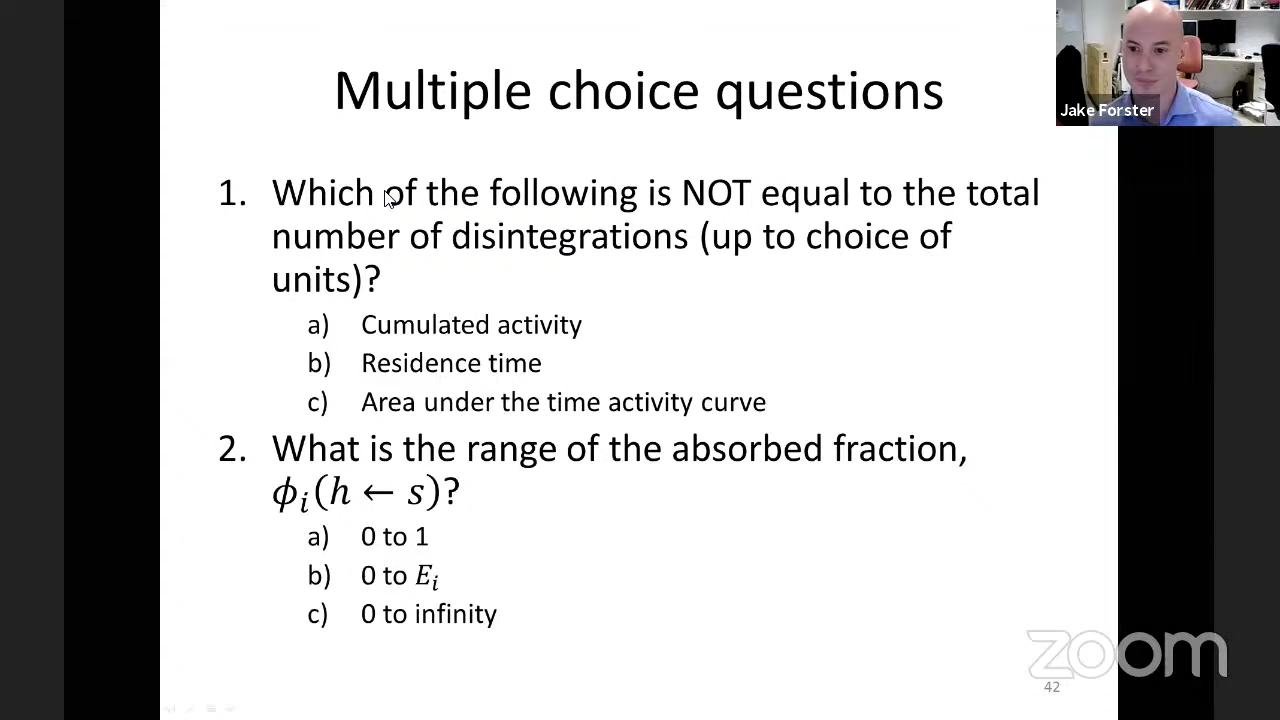 Multiple choice questions
Jake Forster
1. Which of the following is NOT equal to the total
number of disintegrations (up to choice of
units)?
a) Cumulated activity
b) Residence time
c) Area under the time activity curve
2. What is the range of the absorbed fraction,
𝜙ᵢ(ℎ ← 𝑠)?
a) 0 to 1
b) 0 to 𝐸ᵢ
c) 0 to infinity
zoom
42